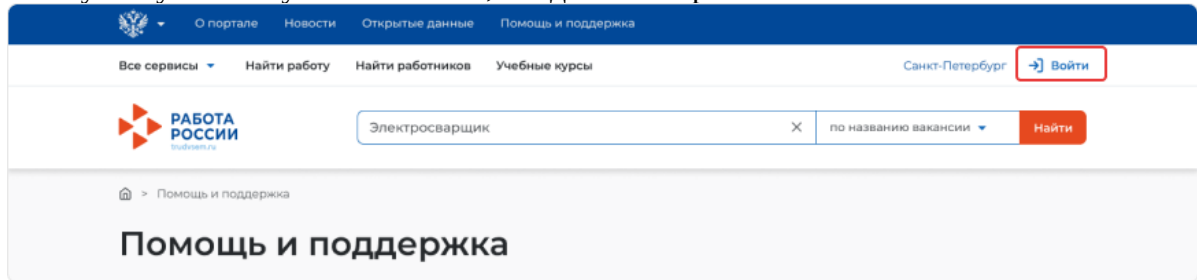 О портале Новости Открытые данные Помощь и поддержка
Все сервисы Найти работу Найти работников Учебные курсы Санкт-Петербург Войти
РАБОТА
РОССИИ
trudvsem.ru
Электросварщик по названию вакансии Найти
> Помощь и поддержка
Помощь и поддержка